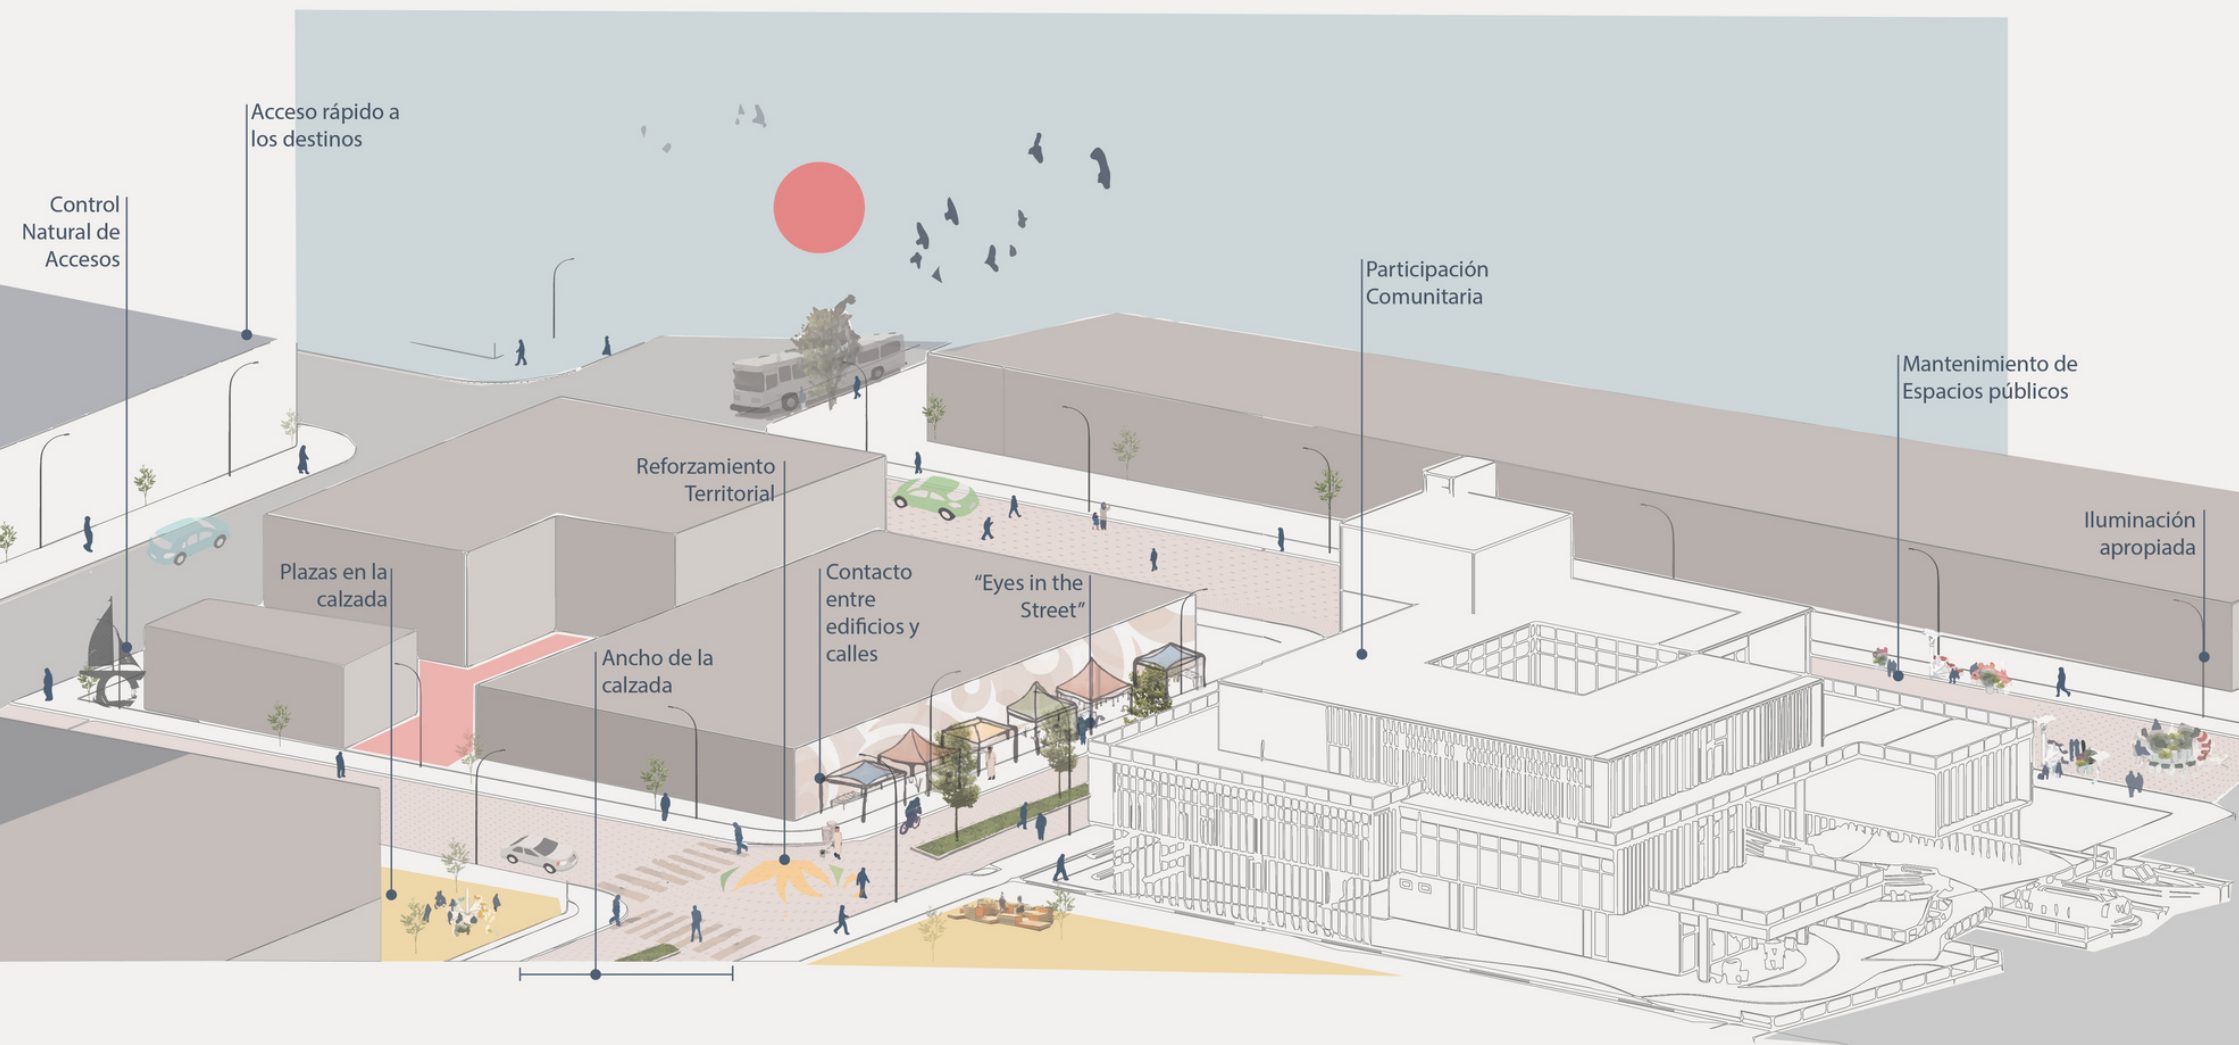 Acceso rápido a
los destinos
Control
Natural de
Accesos
Participación
Comunitaria
Mantenimiento de
Espacios públicos
Reforzamiento
Territorial
Iluminación
apropiada
Plazas en la
calzada
Contacto
entre
edificios y
calles
“Eyes in the
Street”
Ancho de la
calzada